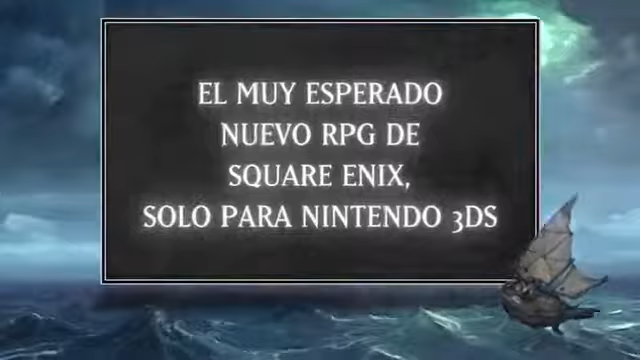 EL MUY ESPERADO
NUEVO RPG DE
SQUARE ENIX,
SOLO PARA NINTENDO 3DS